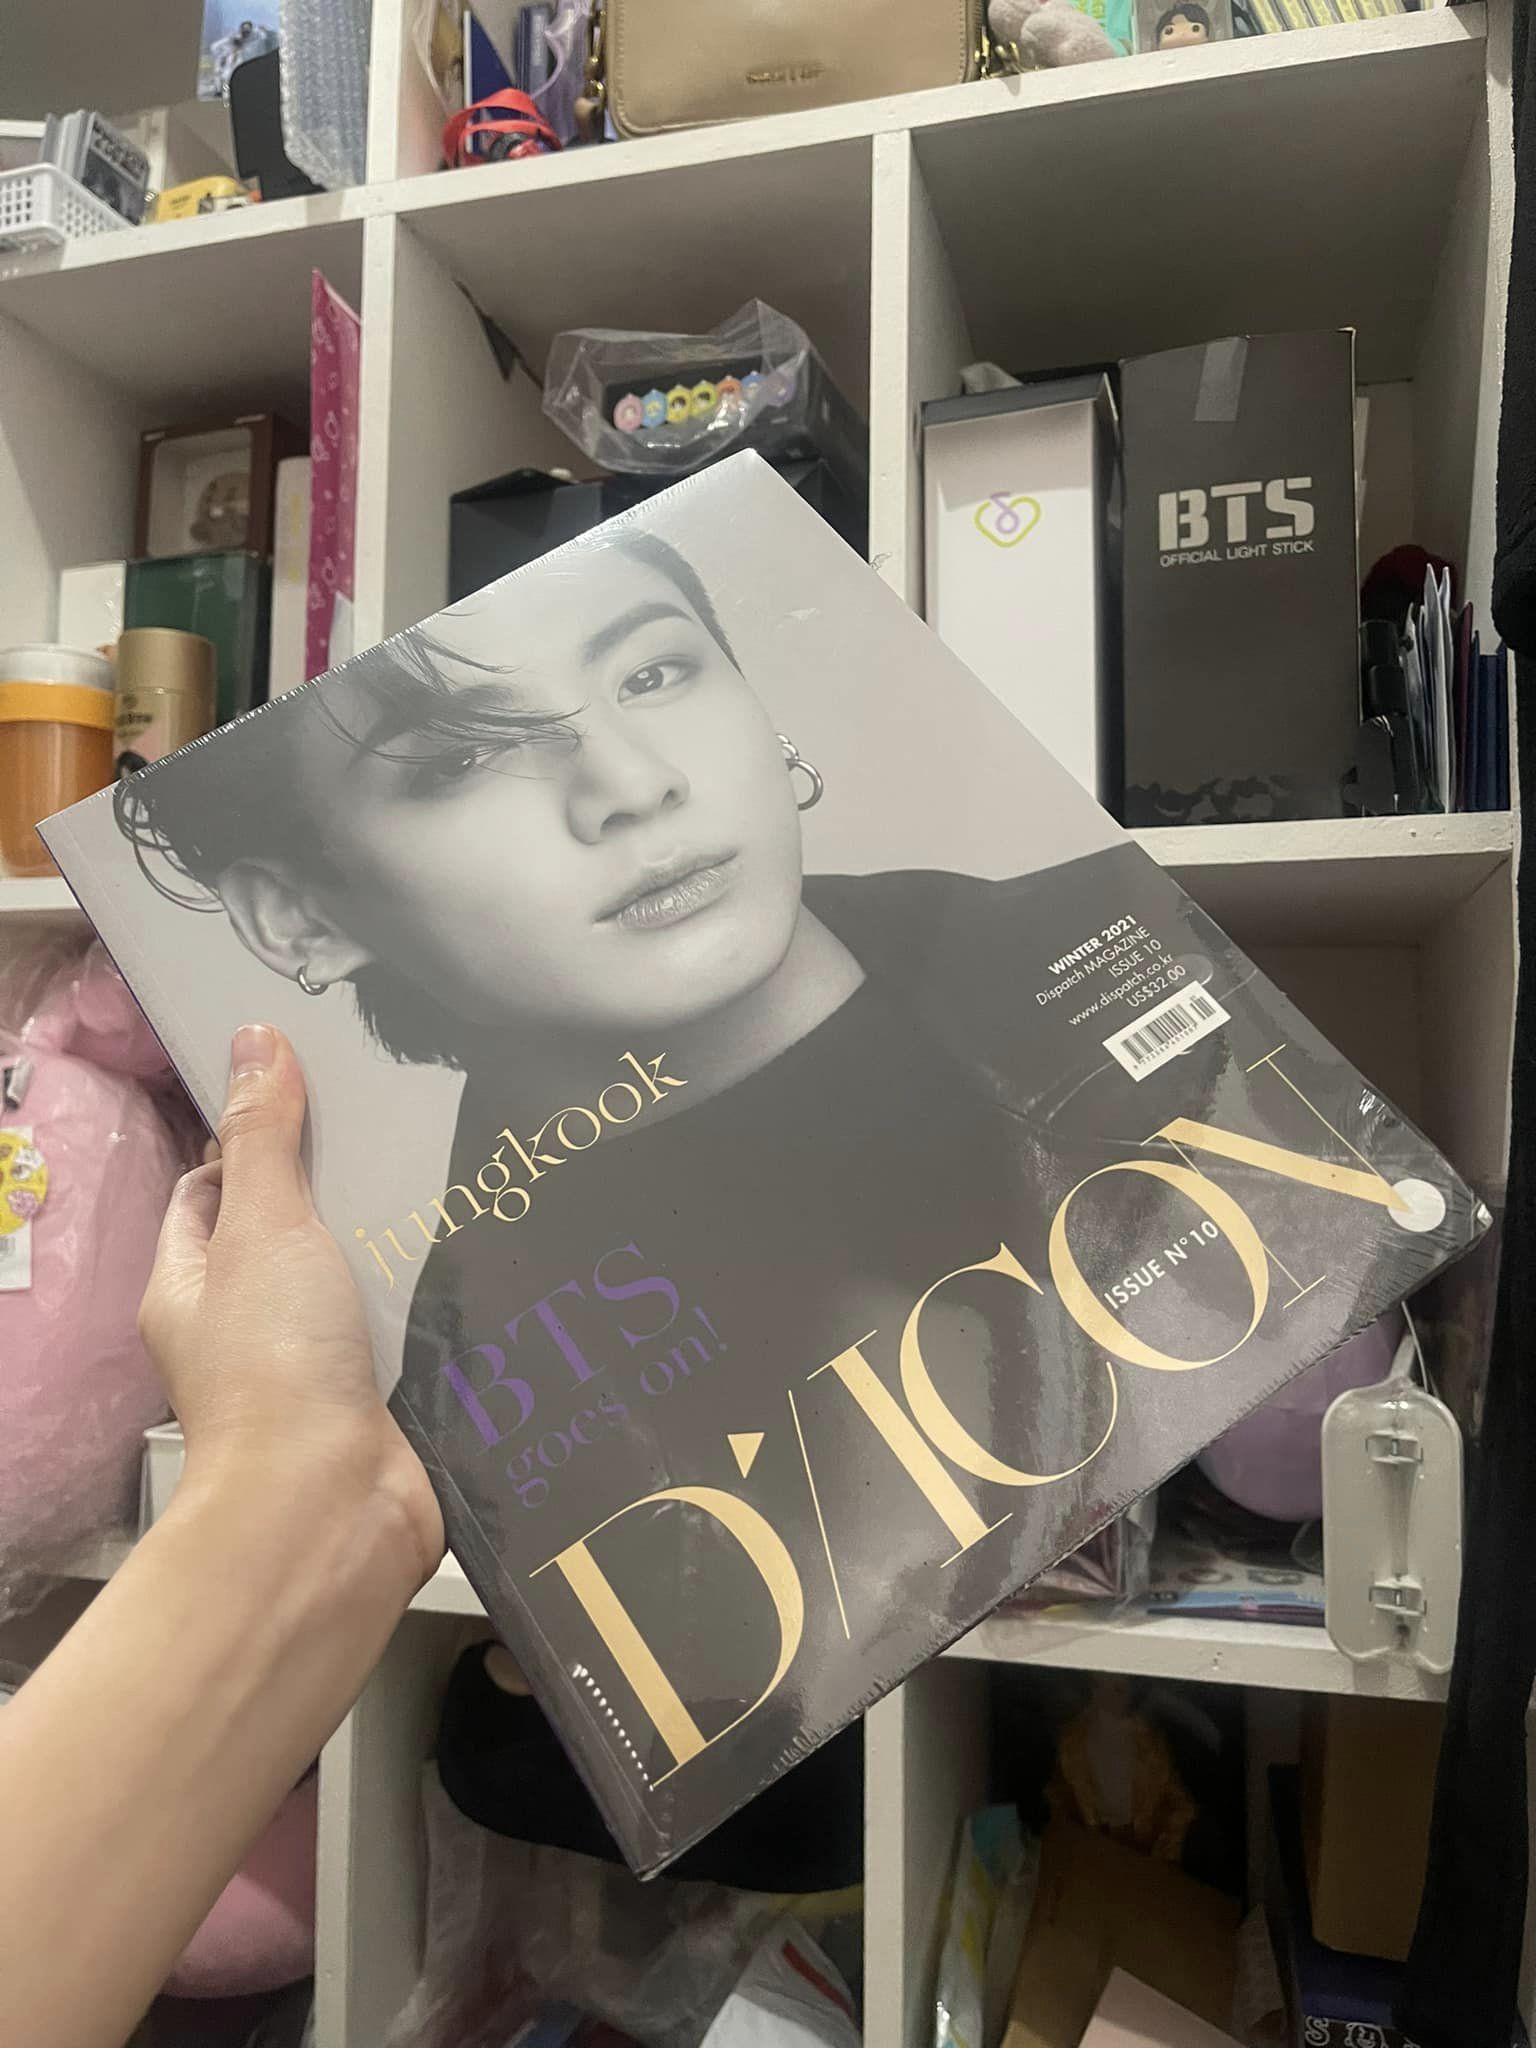 BTS
OFFICIAL LIGHT STICK
WINTER 2021
Dispatch MAGAZINE
ISSUE 10
www.dispatch.co.kr
US$32.00
jungkook
BTS
goes on!
D/ICON
ISSUE N°10